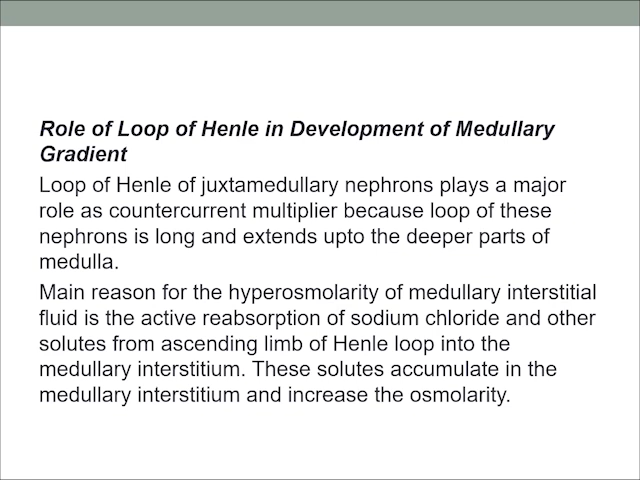 Role of Loop of Henle in Development of Medullary
Gradient
Loop of Henle of juxtamedullary nephrons plays a major
role as countercurrent multiplier because loop of these
nephrons is long and extends upto the deeper parts of
medulla.
Main reason for the hyperosmolarity of medullary interstitial
fluid is the active reabsorption of sodium chloride and other
solutes from ascending limb of Henle loop into the
medullary interstitium. These solutes accumulate in the
medullary interstitium and increase the osmolarity.